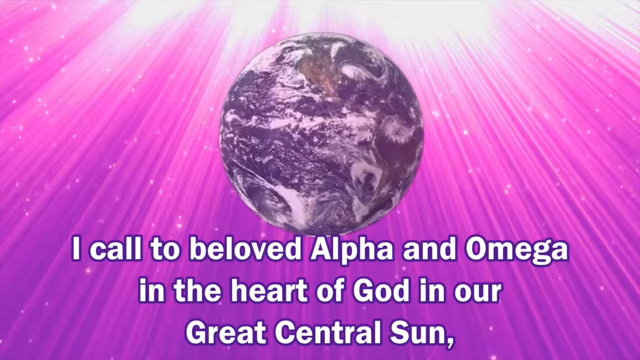 I call to beloved Alpha and Omega
in the heart of God in our
Great Central Sun,